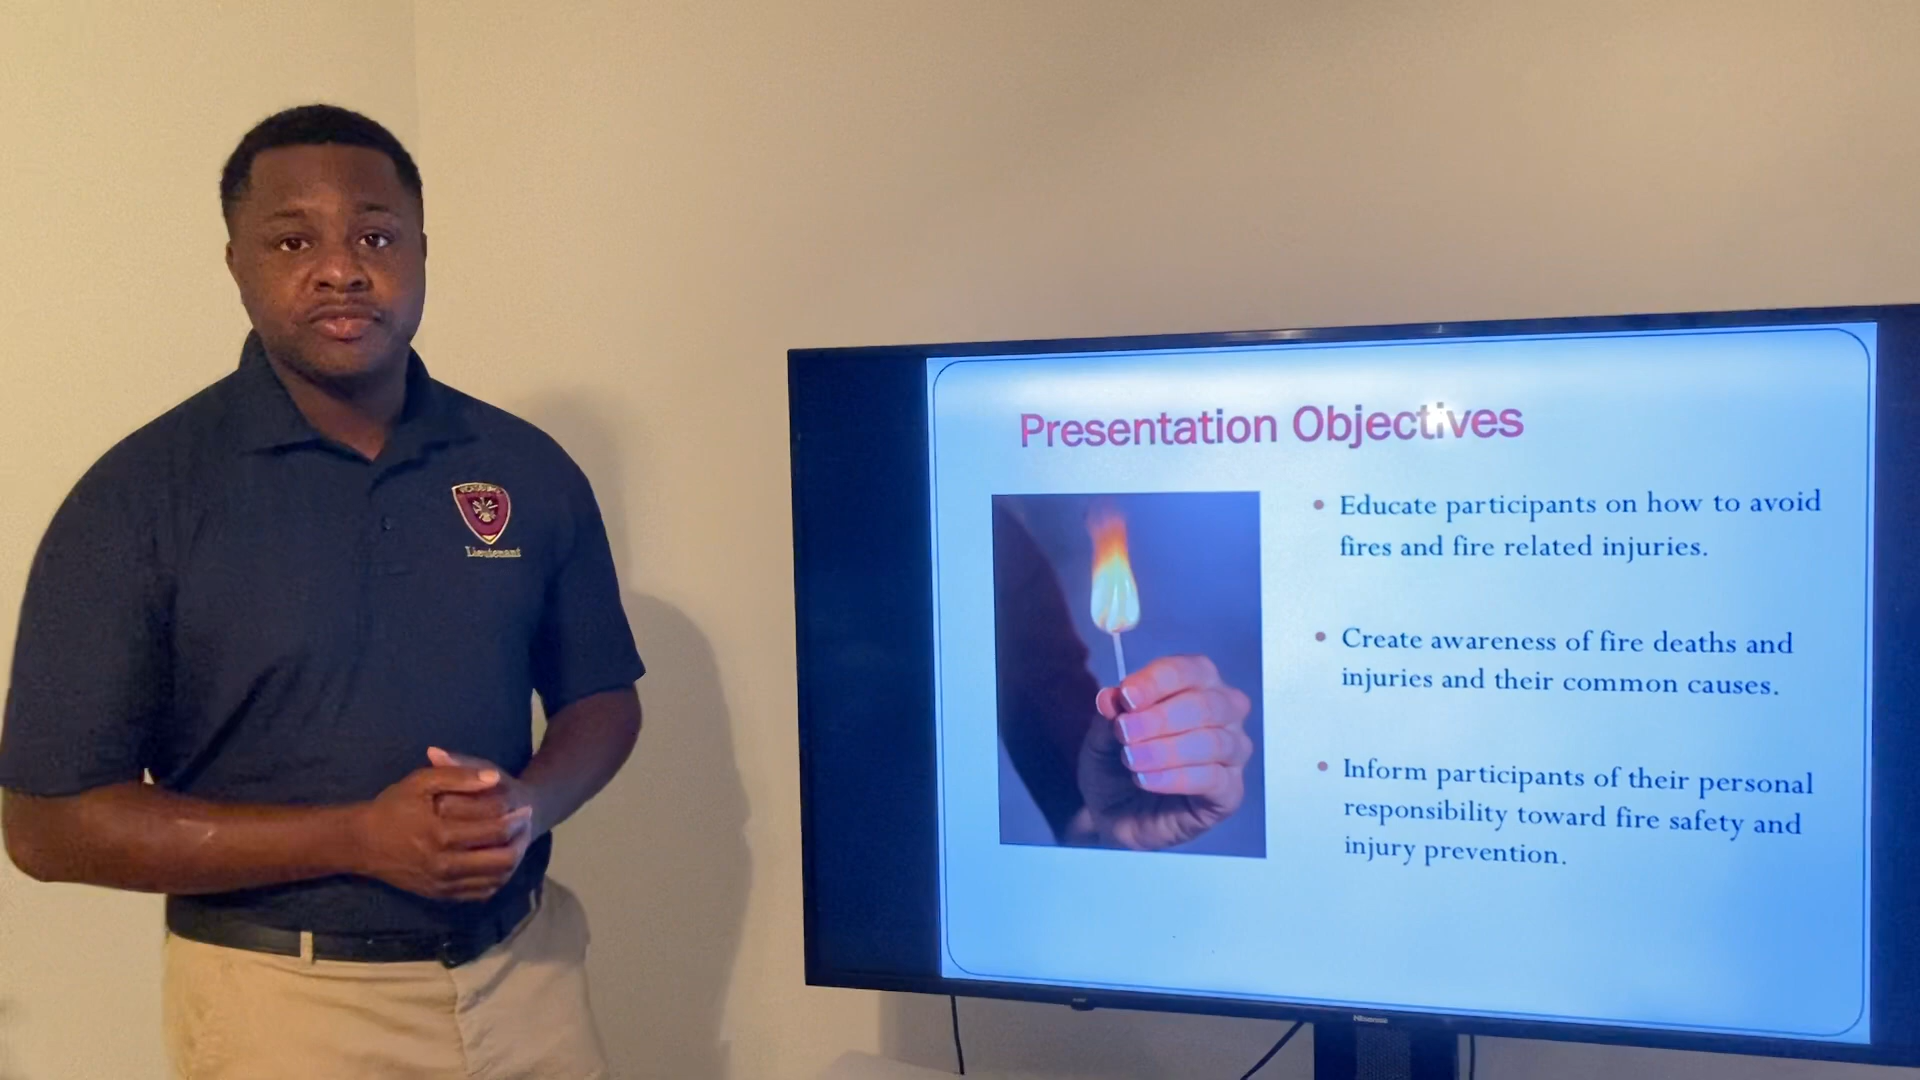 Lieutenant
Presentation Objectives
• Educate participants on how to avoid
fires and fire related injuries.
• Create awareness of fire deaths and
injuries and their common causes.
• Inform participants of their personal
responsibility toward fire safety and
injury prevention.
Hisense